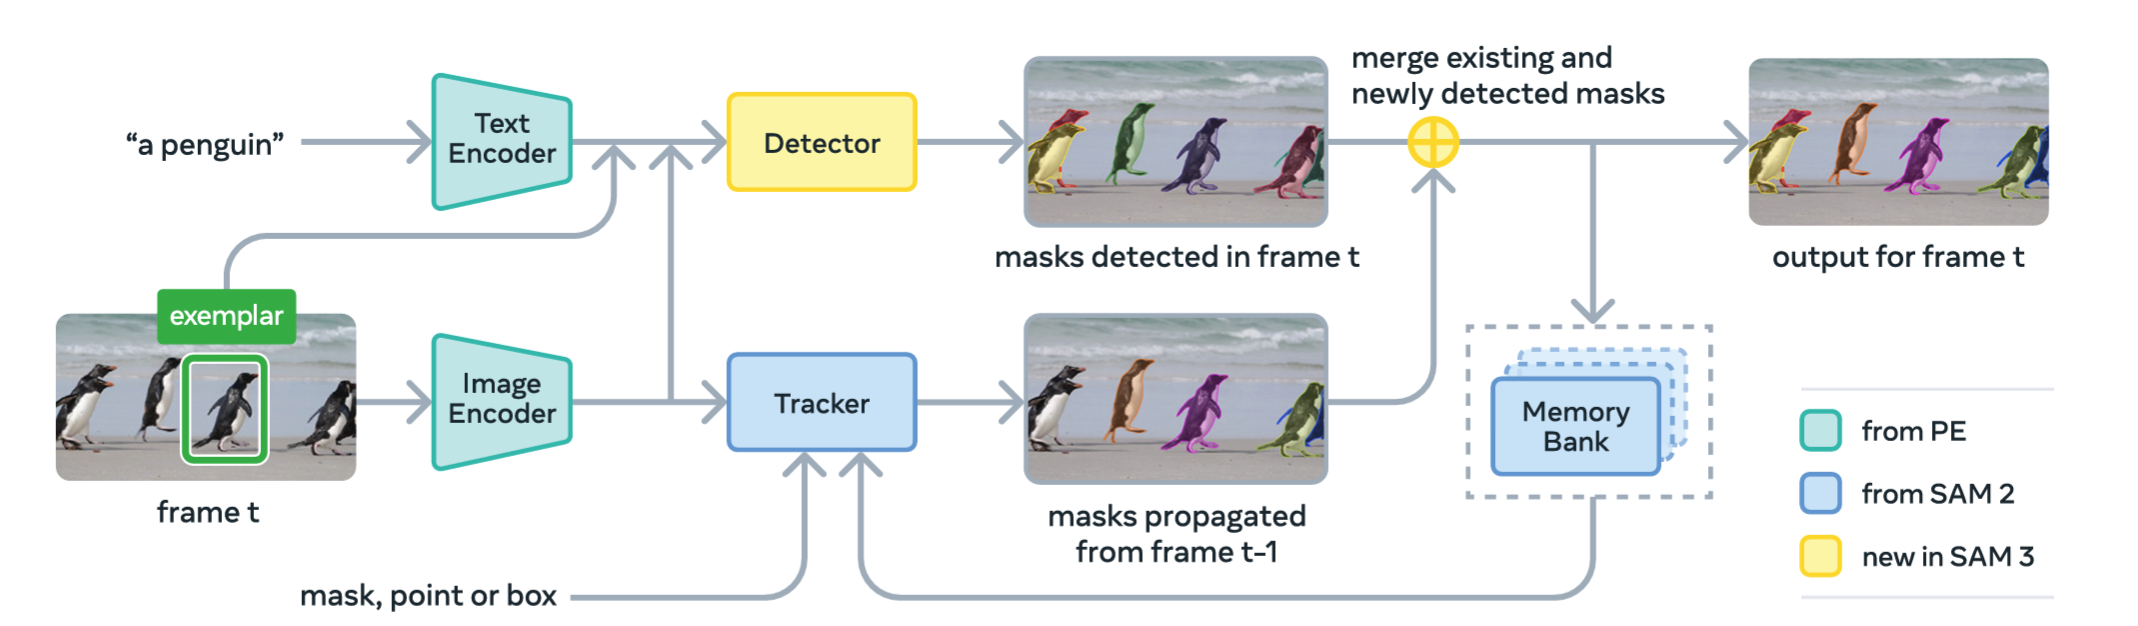 “a penguin”
Text
Encoder
Detector
masks detected in frame t
merge existing and
newly detected masks
output for frame t
exemplar
frame t
Image
Encoder
Tracker
masks propagated
from frame t-1
mask, point or box
Memory
Bank
from PE
from SAM 2
new in SAM 3